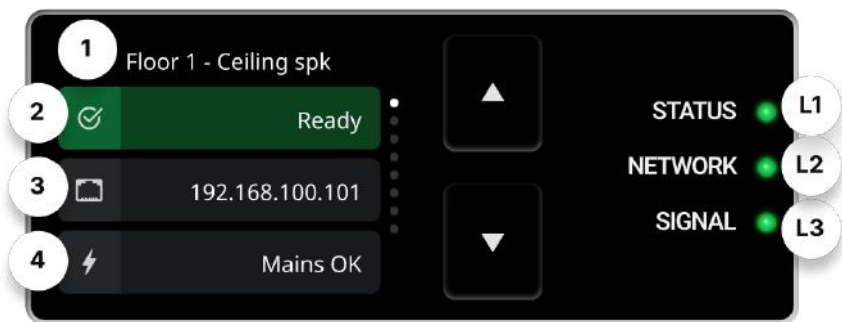 1
Floor 1 - Ceiling spk
2
Ready
3
192.168.100.101
4
Mains OK
STATUS L1
NETWORK L2
SIGNAL L3